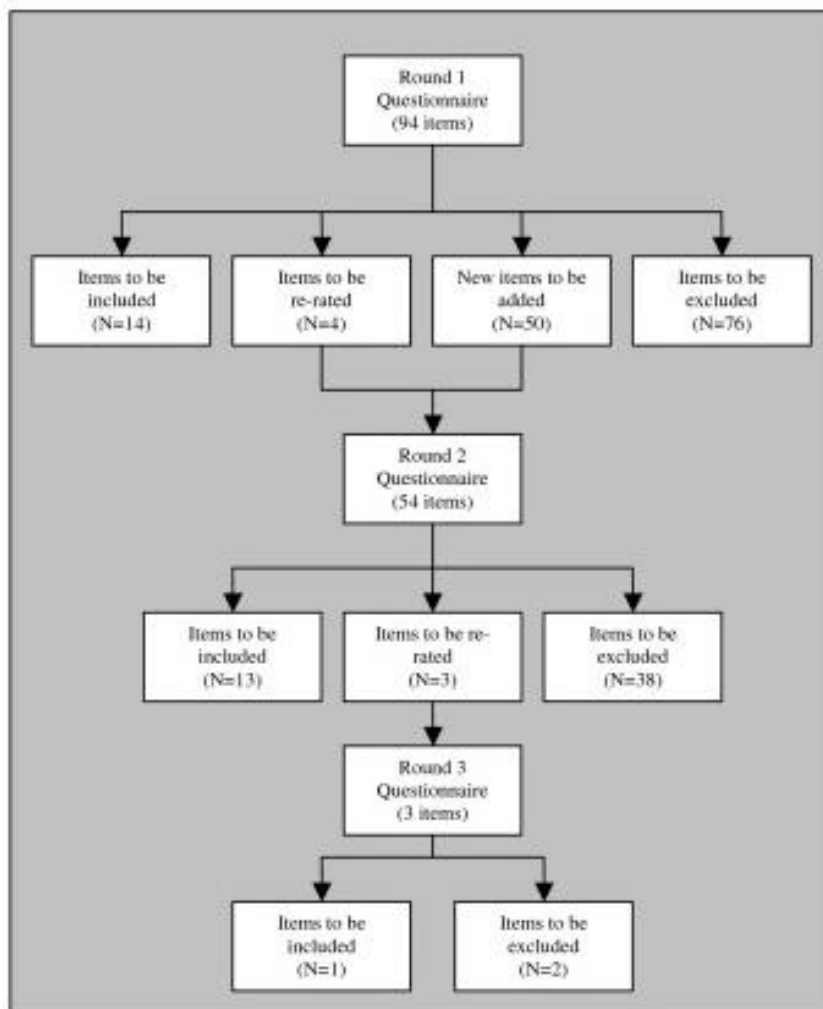 Round 1
Questionnaire
(94 items)
Items to be
included
(N=14)
Items to be
re-rated
(N=4)
New items to be
added
(N=50)
Items to be
excluded
(N=76)
Round 2
Questionnaire
(54 items)
Items to be
included
(N=13)
Items to be re-
rated
(N=3)
Items to be
excluded
(N=38)
Round 3
Questionnaire
(3 items)
Items to be
included
(N=1)
Items to be
excluded
(N=2)